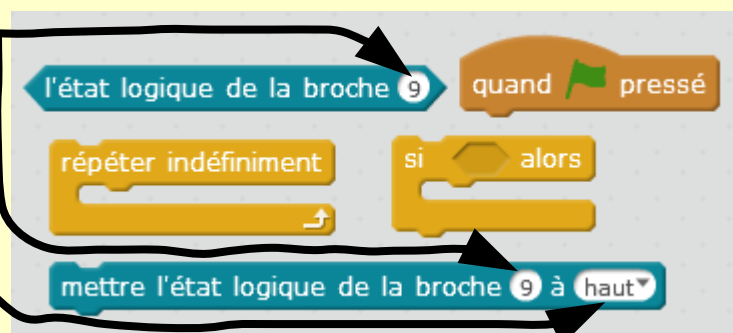 l'état logique de la broche 9
quand pressé
répéter indéfiniment
si alors
mettre l'état logique de la broche 9 à haut